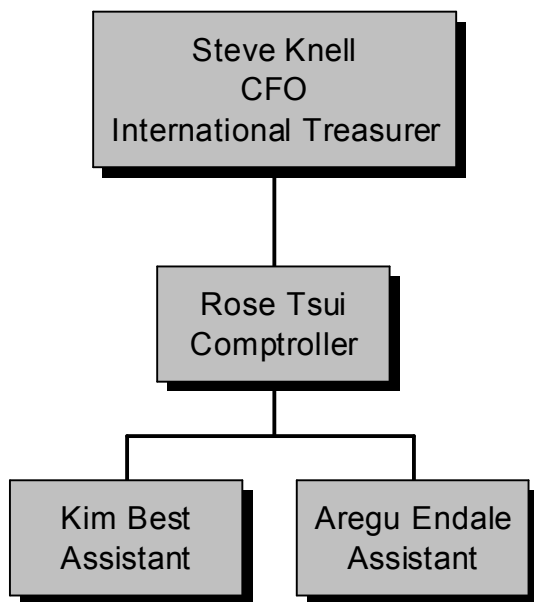 Steve Knell
CFO
International Treasurer
Rose Tsui
Comptroller
Kim Best
Assistant
Aregu Endale
Assistant